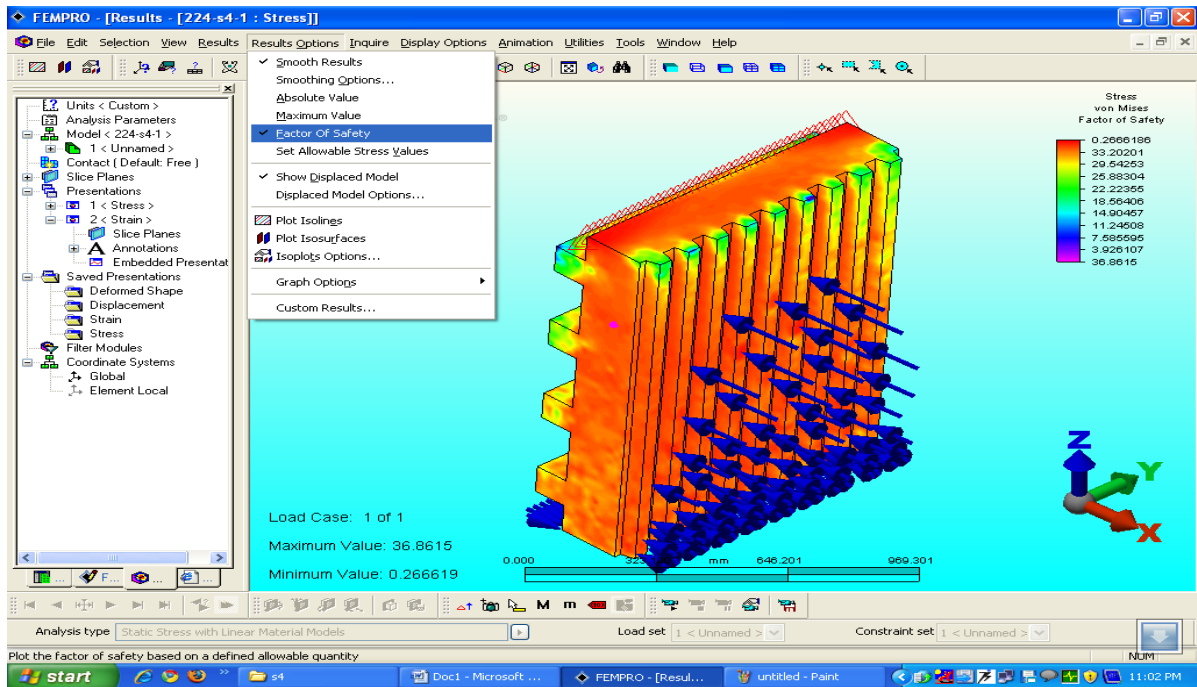 FEMPRO - [Results - [224-s4-1 : Stress]]
File Edit Selection View Results Results Options Inquire Display Options Animation Utilities Tools Window Help
Smooth Results
Smoothing Options...
Absolute Value
Maximum Value
Factor Of Safety
Set Allowable Stress Values
Show Displaced Model
Displaced Model Options...
Plot Isolines
Plot Isosurfaces
Isoplots Options...
Graph Options
Custom Results...
Units < Custom >
Analysis Parameters
Model < 224-s4-1 >
1 < Unnamed >
Contact ( Default: Free )
Slice Planes
Presentations
1 < Stress >
2 < Strain >
Slice Planes
Annotations
Embedded Presentat
Saved Presentations
Deformed Shape
Displacement
Strain
Stress
Filter Modules
Coordinate Systems
Global
Element Local
... F... ... ...
Stress
von Mises
Factor of Safety
0.2666186
33.20201
29.54253
25.88304
22.22355
18.56406
14.90457
11.24508
7.585595
3.926107
36.8615
Z
Y
X
Load Case: 1 of 1
Maximum Value: 36.8615
Minimum Value: 0.266619
0.000 323 mm 646.201 969.301
M m
Analysis type Static Stress with Linear Material Models Load set 1 < Unnamed > Constraint set 1 < Unnamed >
Plot the factor of safety based on a defined allowable quantity NUM
start s4 Doc1 - Microsoft ... FEMPRO - [Resul... untitled - Paint 11:02 PM